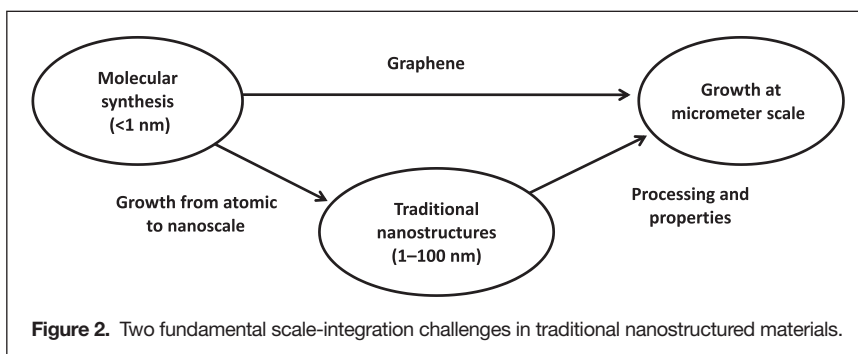 Molecular
synthesis
(<1 nm)
Graphene
Growth at
micrometer scale
Growth from atomic
to nanoscale
Traditional
nanostructures
(1–100 nm)
Processing and
properties
Figure 2. Two fundamental scale-integration challenges in traditional nanostructured materials.